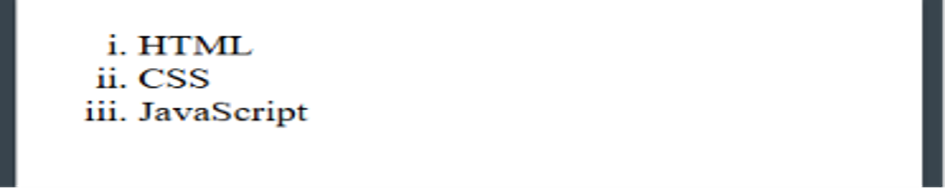 i. HTML
ii. CSS
iii. JavaScript